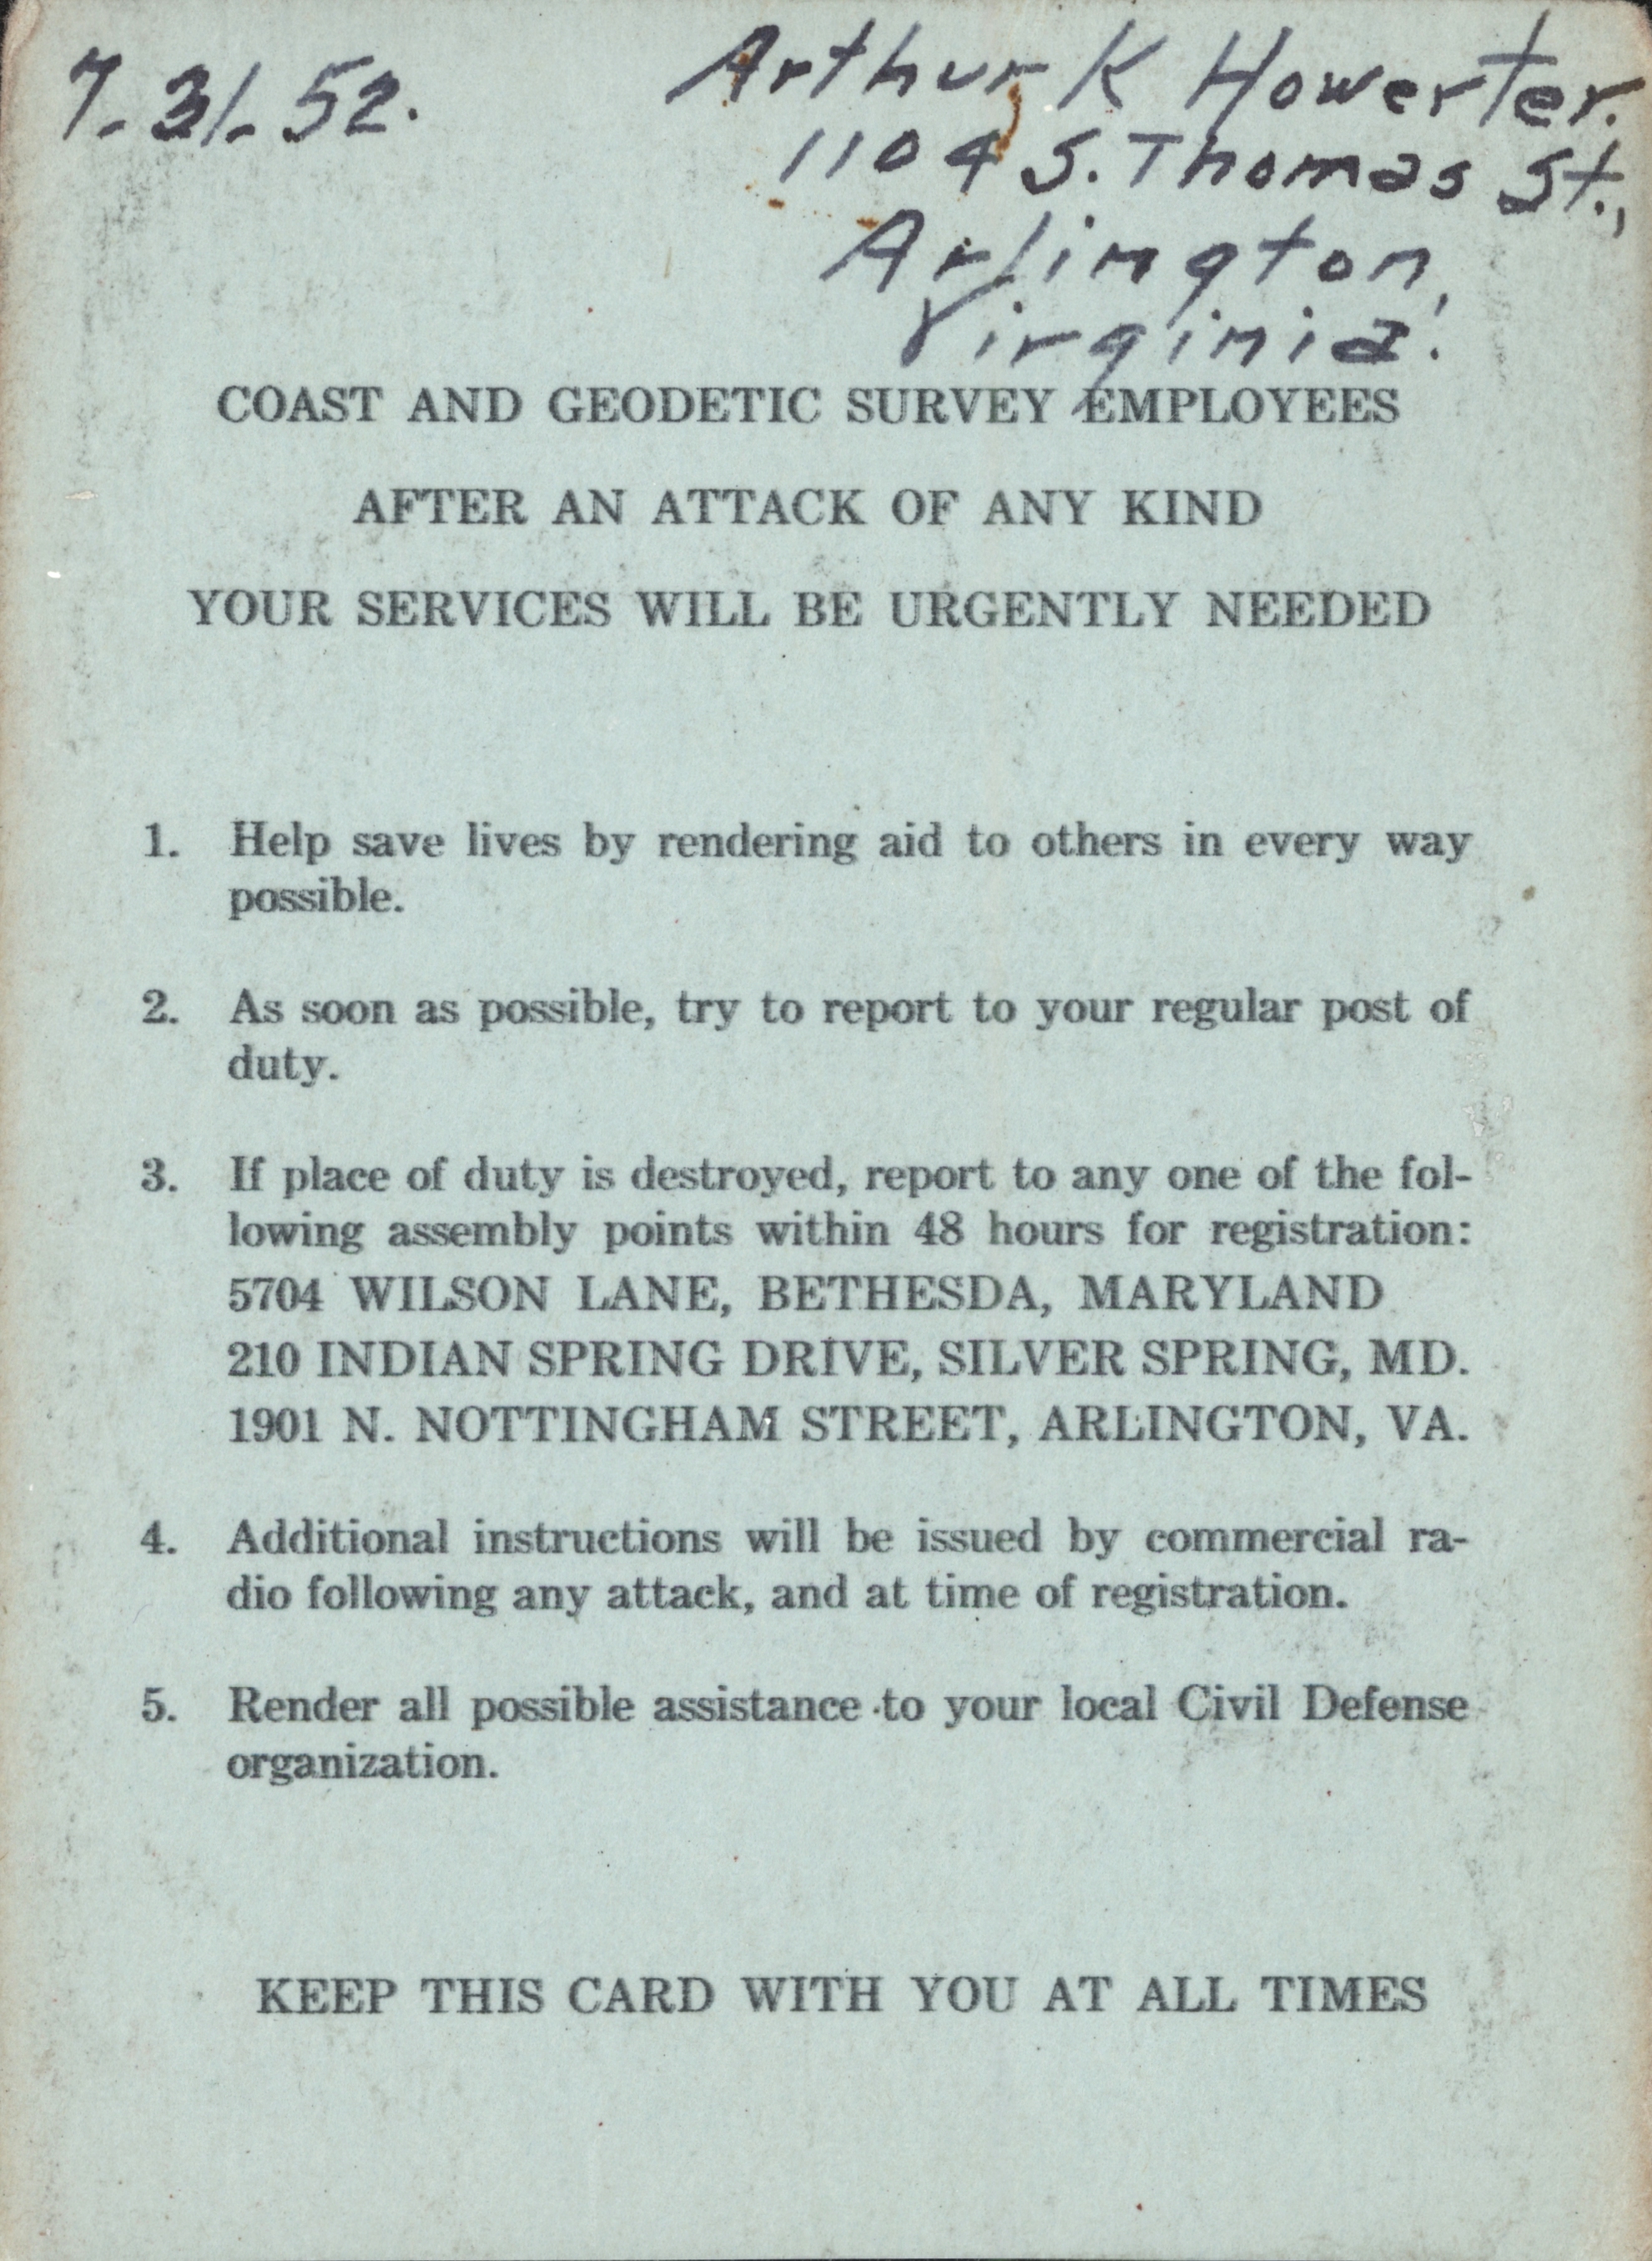 7-31-52.
Arthur K Howerter.
1104 S. Thomas St.,
Arlington,
Virginia.
COAST AND GEODETIC SURVEY EMPLOYEES
AFTER AN ATTACK OF ANY KIND
YOUR SERVICES WILL BE URGENTLY NEEDED
1. Help save lives by rendering aid to others in every way
possible.
2. As soon as possible, try to report to your regular post of
duty.
3. If place of duty is destroyed, report to any one of the fol-
lowing assembly points within 48 hours for registration:
5704 WILSON LANE, BETHESDA, MARYLAND
210 INDIAN SPRING DRIVE, SILVER SPRING, MD.
1901 N. NOTTINGHAM STREET, ARLINGTON, VA.
4. Additional instructions will be issued by commercial ra-
dio following any attack, and at time of registration.
5. Render all possible assistance to your local Civil Defense
organization.
KEEP THIS CARD WITH YOU AT ALL TIMES